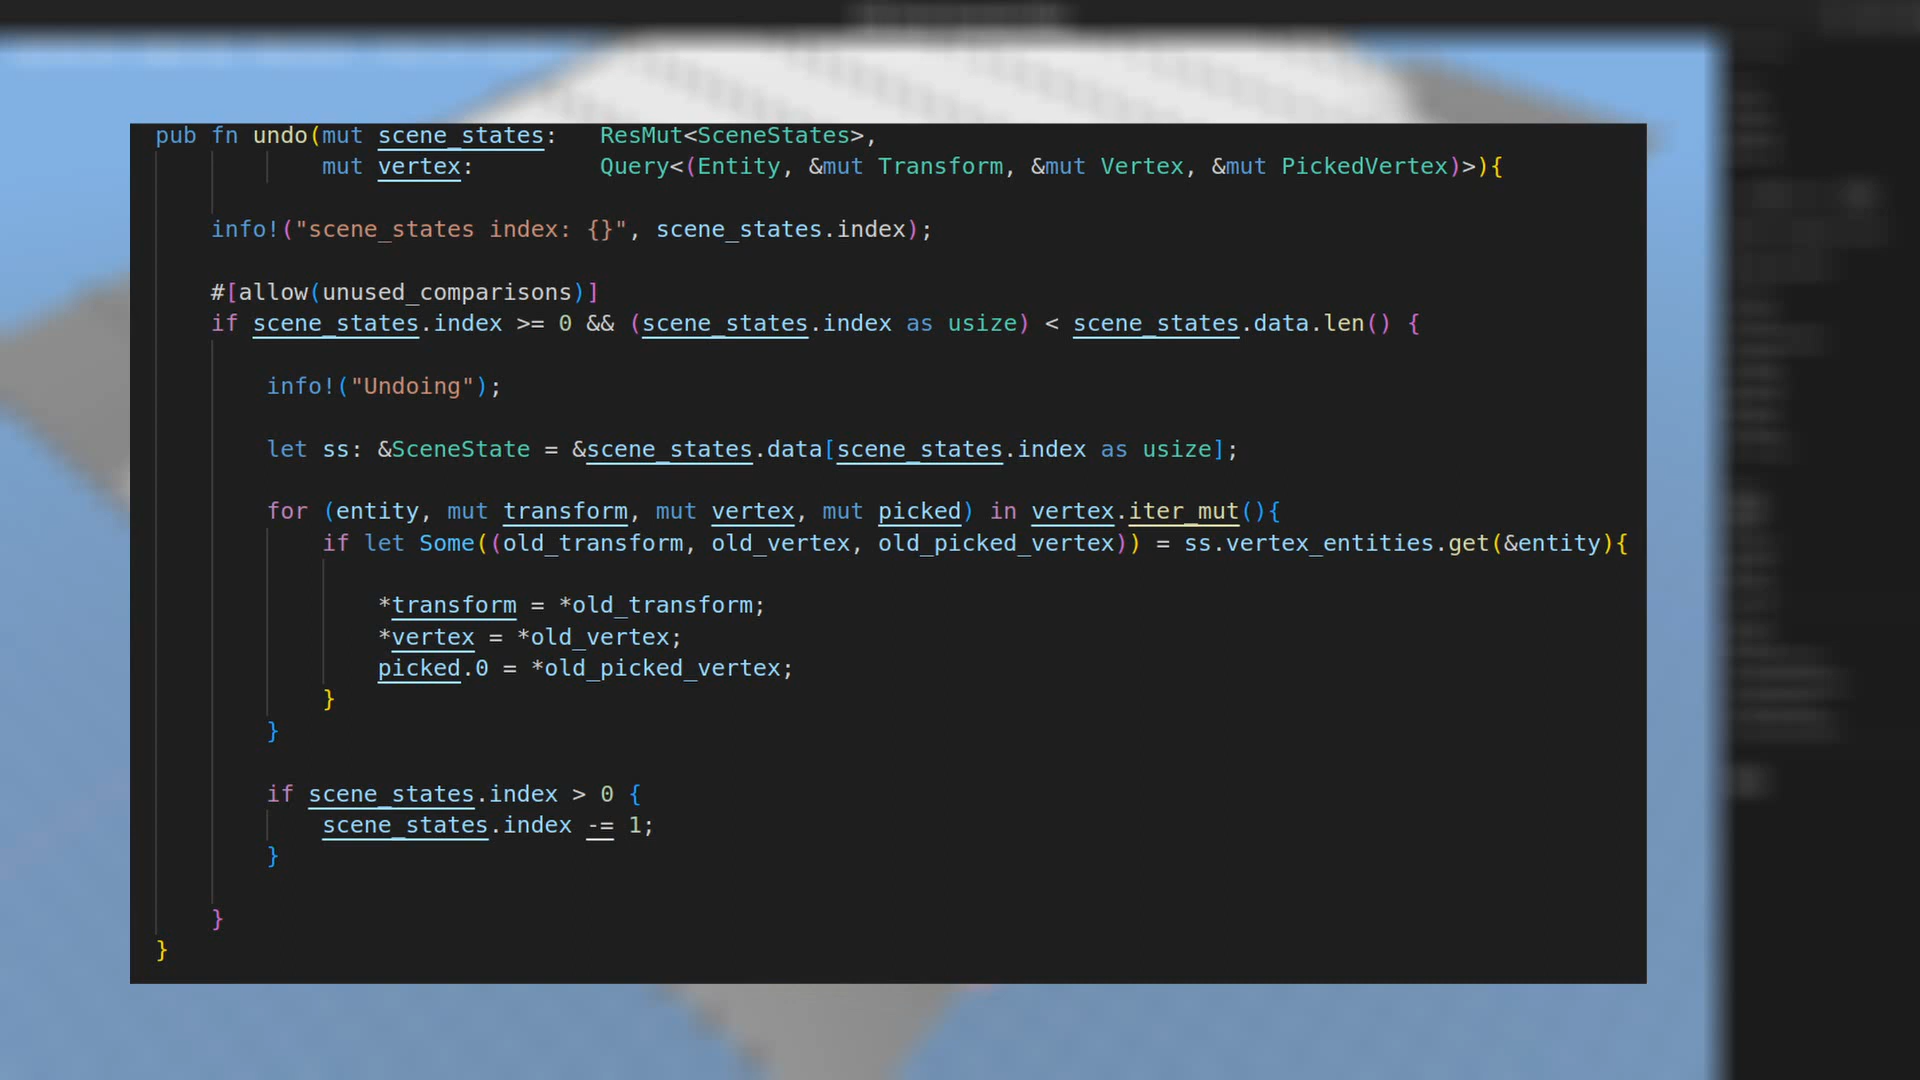 pub fn undo(mut scene_states:   ResMut<SceneStates>,
            mut vertex:         Query<(Entity, &mut Transform, &mut Vertex, &mut PickedVertex)>){
    info!("scene_states index: {}", scene_states.index);
    #[allow(unused_comparisons)]
    if scene_states.index >= 0 && (scene_states.index as usize) < scene_states.data.len() {
        info!("Undoing");
        let ss: &SceneState = &scene_states.data[scene_states.index as usize];
        for (entity, mut transform, mut vertex, mut picked) in vertex.iter_mut(){
            if let Some((old_transform, old_vertex, old_picked_vertex)) = ss.vertex_entities.get(&entity){
                *transform = *old_transform;
                *vertex = *old_vertex;
                picked.0 = *old_picked_vertex;
            }
        }
        if scene_states.index > 0 {
            scene_states.index -= 1;
        }
    }
}